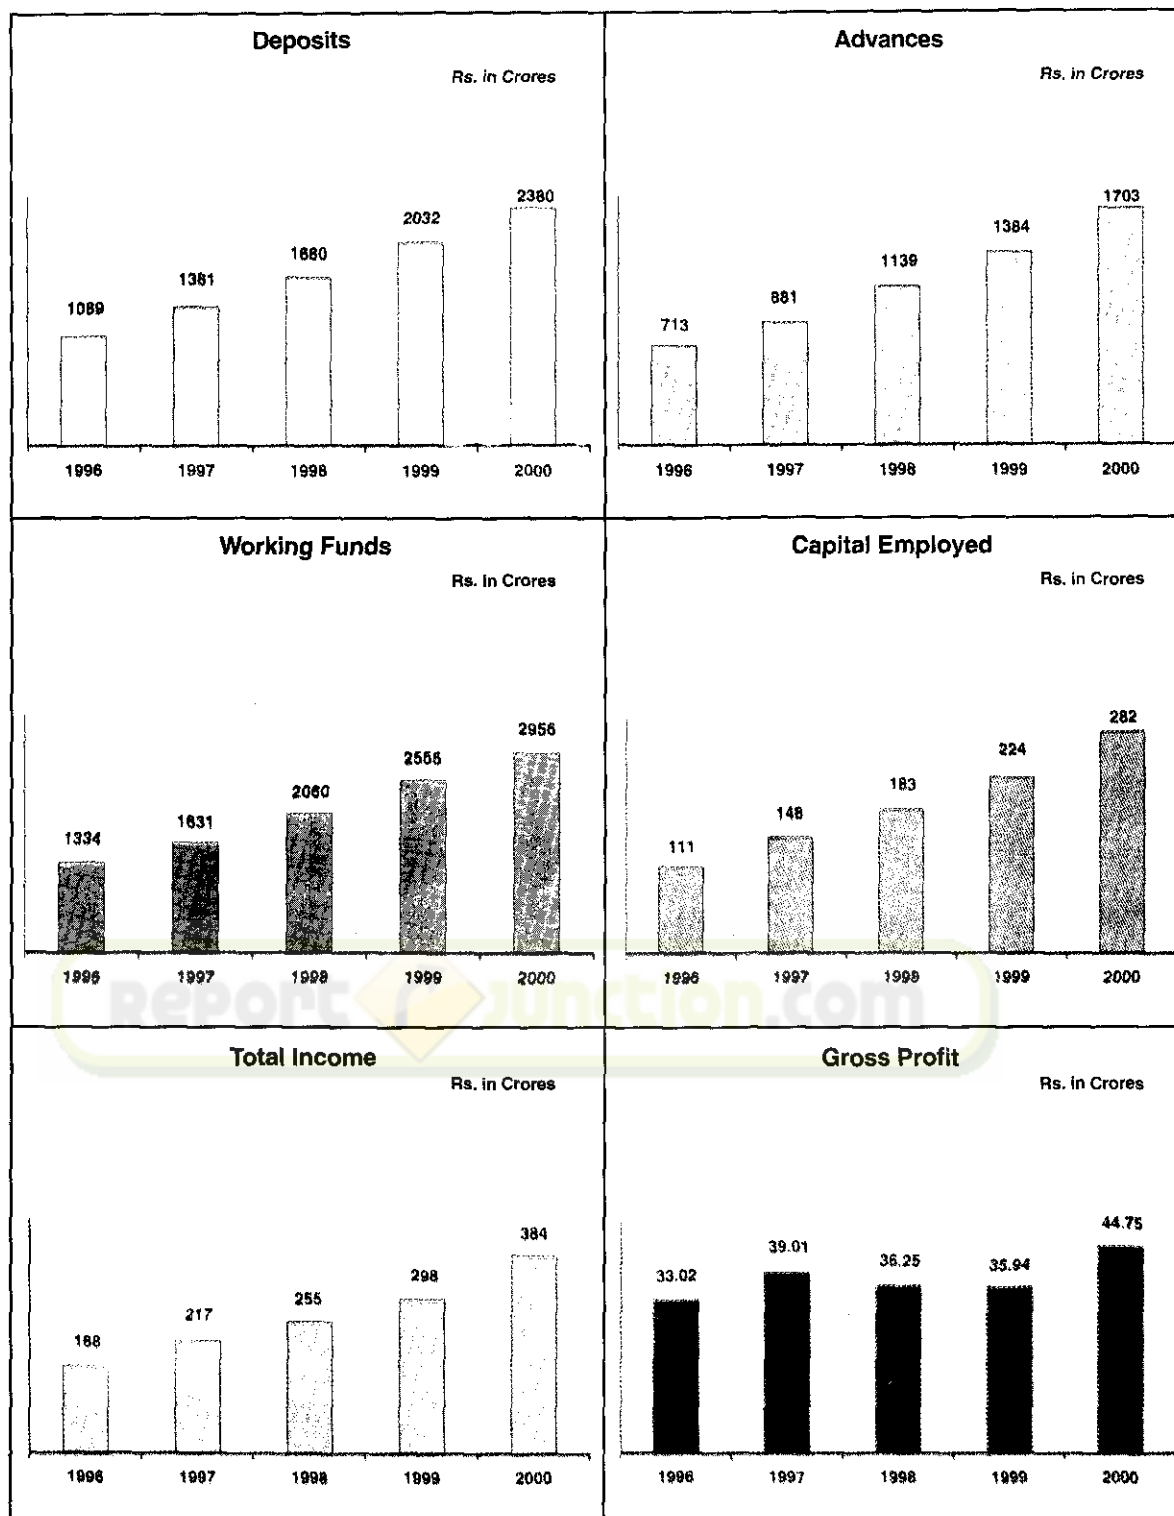 Deposits
Rs. in Crores
1089
1381
1680
2032
2380
1996 1997 1998 1999 2000
Advances
Rs. in Crores
713
881
1139
1384
1703
1996 1997 1998 1999 2000
Working Funds
Rs. in Crores
1334
1631
2060
2956
1996 1997 1998 1999 2000
Capital Employed
Rs. in Crores
111
148
183
224
282
1996 1997 1998 1999 2000
Report Junction.com
Total Income
Rs. in Crores
168
217
255
298
384
1996 1997 1998 1999 2000
Gross Profit
Rs. in Crores
33.02
39.01
36.25
35.94
44.75
1996 1997 1998 1999 2000